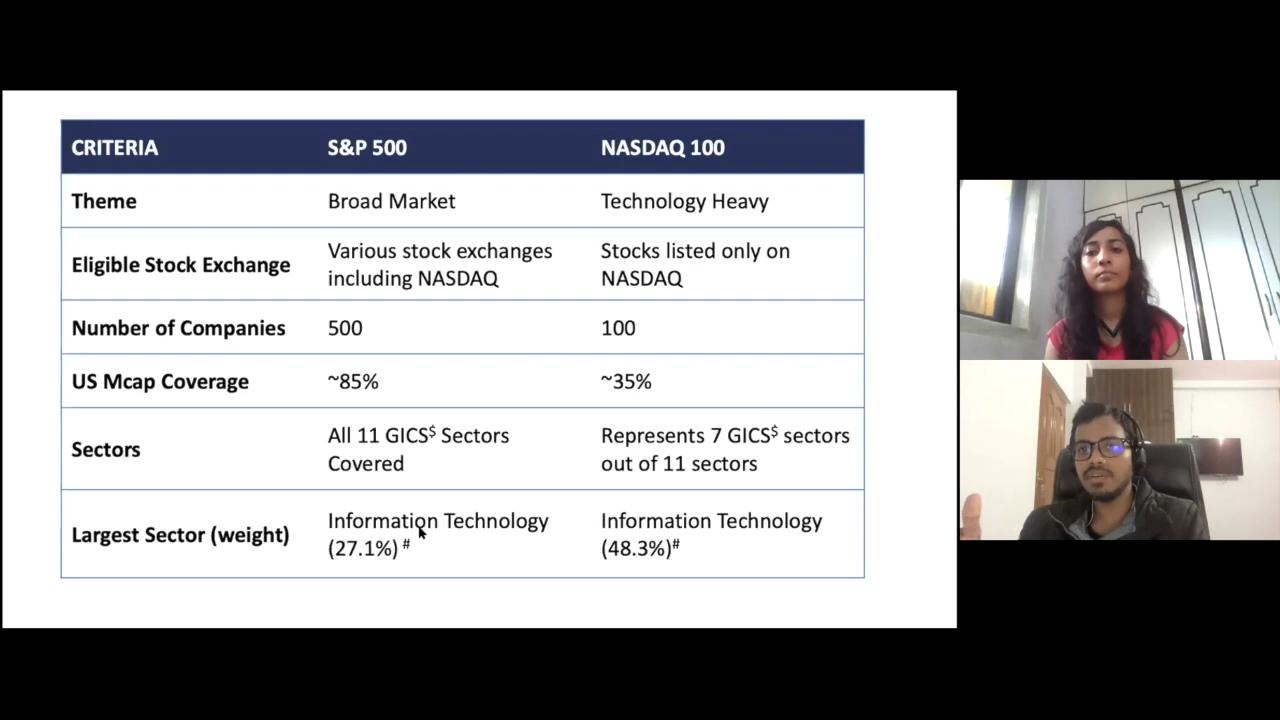 CRITERIA S&P 500 NASDAQ 100
Theme Broad Market Technology Heavy
Eligible Stock Exchange Various stock exchanges including NASDAQ Stocks listed only on NASDAQ
Number of Companies 500 100
US Mcap Coverage ~85% ~35%
Sectors All 11 GICS$ Sectors Covered Represents 7 GICS$ sectors out of 11 sectors
Largest Sector (weight) Information Technology (27.1%) # Information Technology (48.3%)#